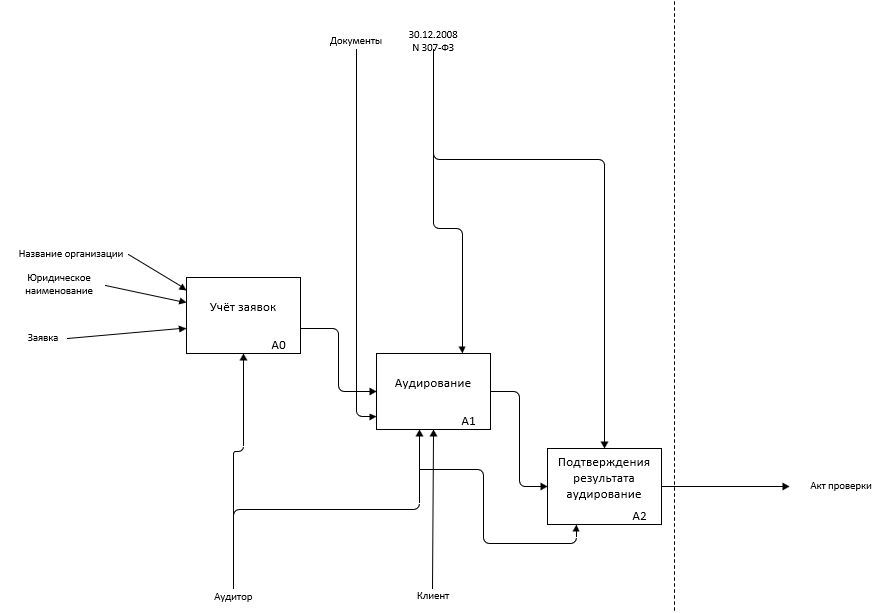 Документы
30.12.2008
N 307-ФЗ
Название организации
Юридическое
наименование
Заявка
Учёт заявок
A0
Аудирование
A1
Подтверждения
результата
аудирование
A2
Акт проверки
Аудитор
Клиент